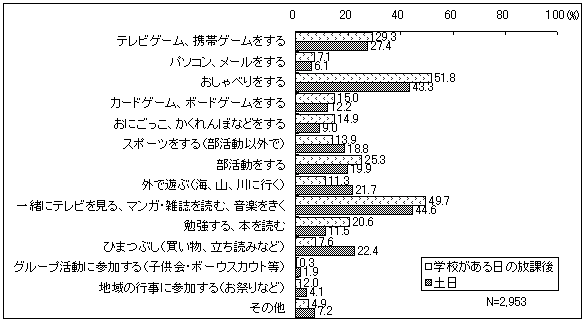 0 20 40 60 80 100 (%)
テレビゲーム、携帯ゲームをする 29.3 27.4
パソコン、メールをする 7.1 6.1
おしゃべりをする 51.8 43.3
カードゲーム、ボードゲームをする 15.0 12.2
おにごっこ、かくれんぼなどをする 14.9 9.0
スポーツをする(部活動以外で) 13.9 18.8
部活動をする 25.3 19.9
外で遊ぶ(海、山、川に行く) 11.3 21.7
一緒にテレビを見る、マンガ・雑誌を読む、音楽をきく 49.7 44.6
勉強する、本を読む 20.6 11.5
ひまつぶし(買い物、立ち読みなど) 7.6 22.4
グループ活動に参加する(子供会・ボーウスカウト等) 0.3 1.9
地域の行事に参加する(お祭りなど) 2.0 4.1
その他 4.9 7.2
学校がある日の放課後
土日
N=2,953